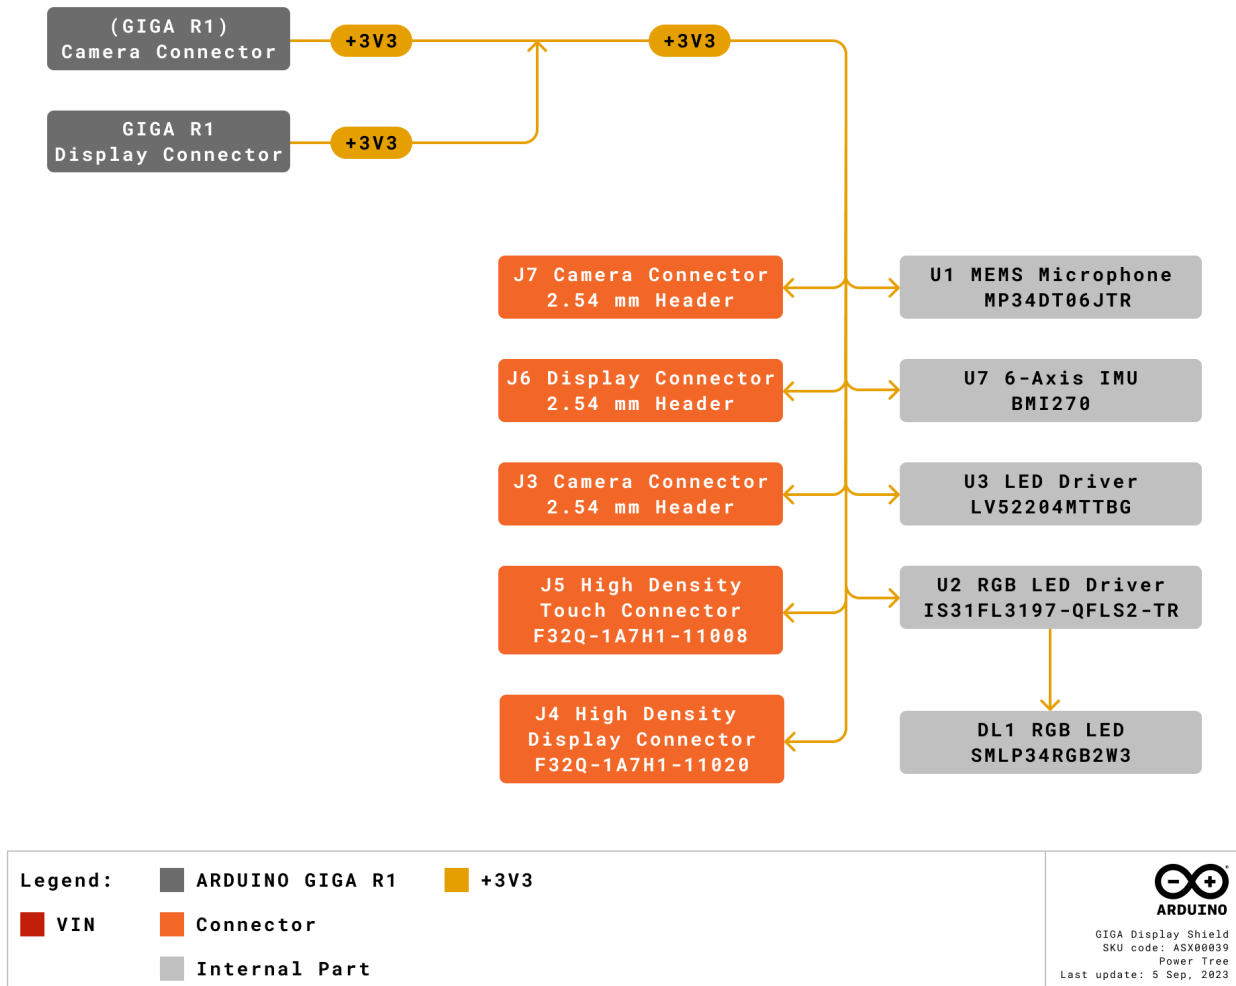 (GIGA R1)
Camera Connector
+3V3
+3V3
GIGA R1
Display Connector
+3V3
J7 Camera Connector
2.54 mm Header
U1 MEMS Microphone
MP34DT06JTR
J6 Display Connector
2.54 mm Header
U7 6-Axis IMU
BMI270
J3 Camera Connector
2.54 mm Header
U3 LED Driver
LV52204MTTBG
J5 High Density
Touch Connector
F32Q-1A7H1-11008
U2 RGB LED Driver
IS31FL3197-QFLS2-TR
J4 High Density
Display Connector
F32Q-1A7H1-11020
DL1 RGB LED
SMLP34RGB2W3
Legend:
ARDUINO GIGA R1
+3V3
VIN
Connector
Internal Part
ARDUINO
GIGA Display Shield
SKU code: ASX00039
Power Tree
Last update: 5 Sep, 2023